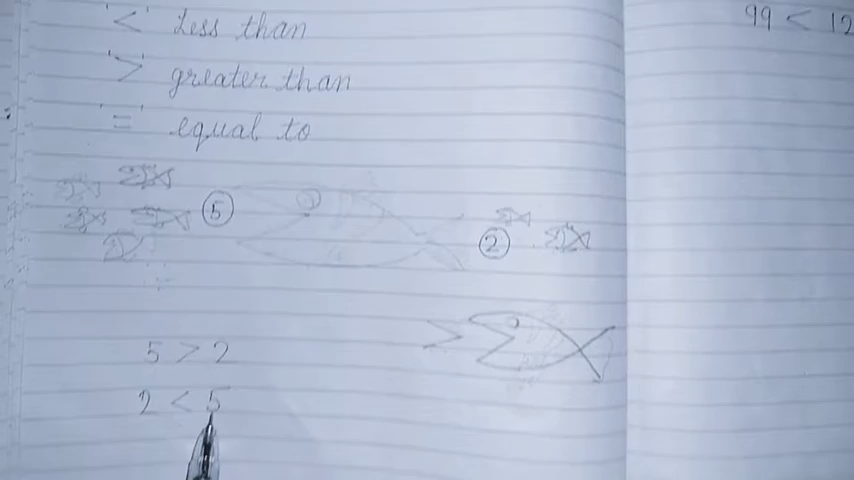 '<' Less than
'>' greater than
'=' equal to
5
2
5 > 2
2 < 5
99 < 12